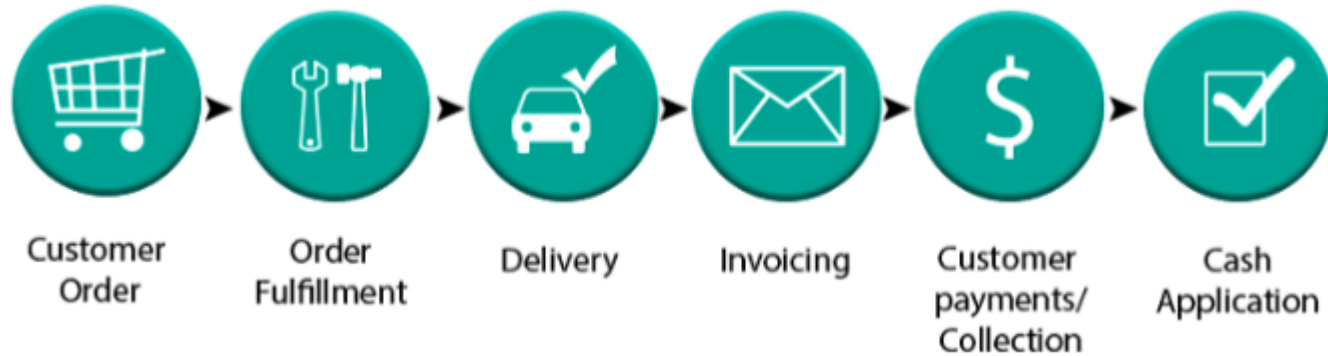 Customer
Order
Order
Fulfillment
Delivery
Invoicing
Customer
payments/
Collection
Cash
Application
$